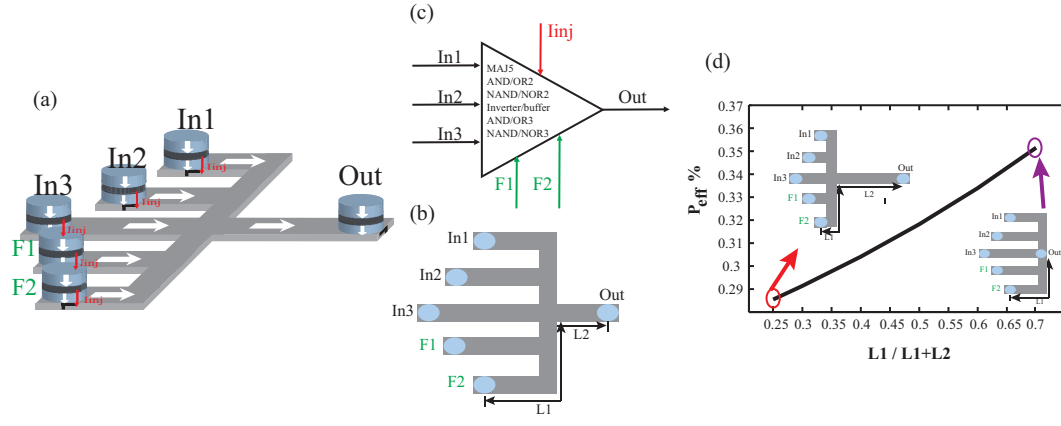 (a)
In1
In2
In3
Out
F1
F2
Iinj
Iinj
Iinj
Iinj
Iinj
(c)
Iinj
In1
In2
In3
MAJ5
AND/OR2
NAND/NOR2
Inverter/buffer
AND/OR3
NAND/NOR3
Out
F1
F2
(b)
In1
In2
In3
F1
F2
Out
L2
L1
(d)
Peff %
0.37
0.36
0.35
0.34
0.33
0.32
0.31
0.3
0.29
In1
In2
In3
F1
F2
Out
L2
L1
In1
In2
In3
F1
F2
Out
L1
0.25
0.3
0.35
0.4
0.45
0.5
0.55
0.6
0.65
0.7
0.75
L1 / L1+L2